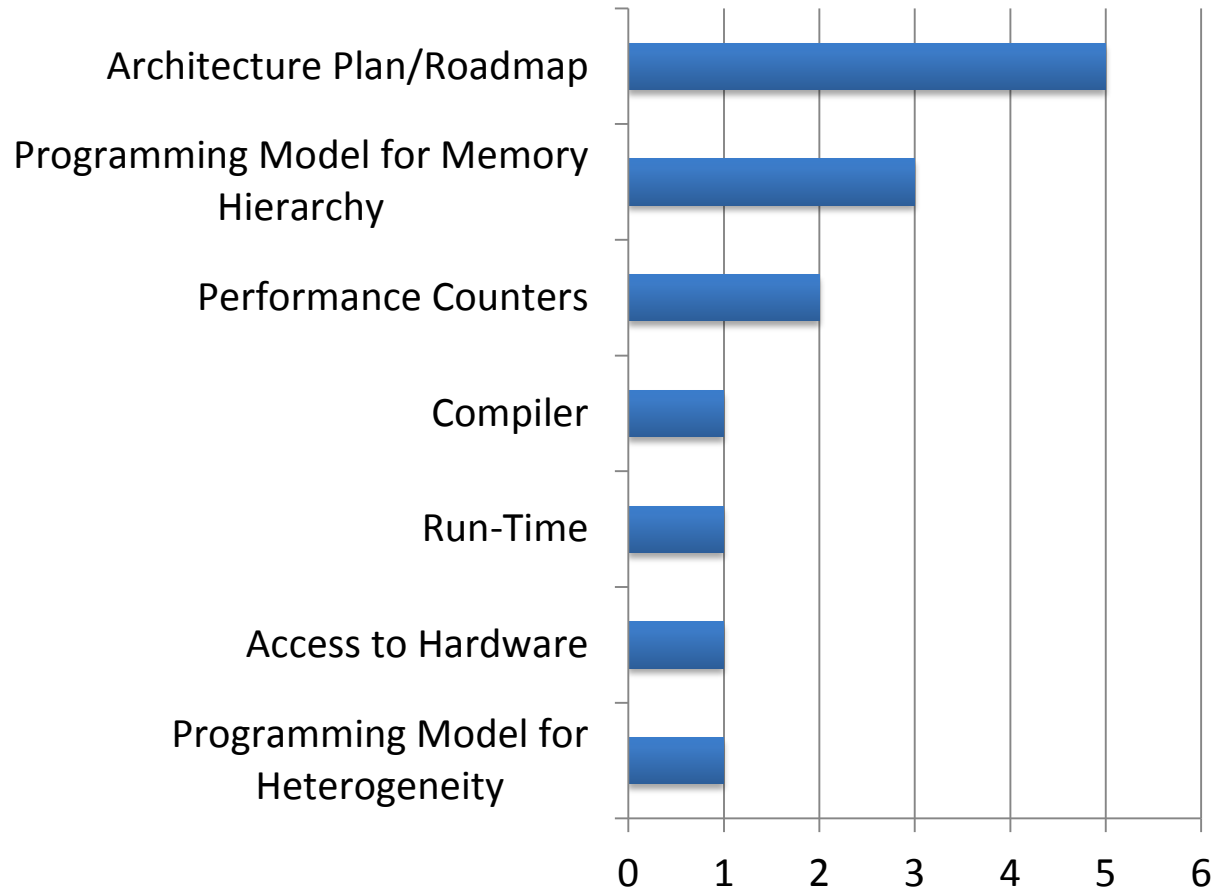 Architecture Plan/Roadmap
Programming Model for Memory
Hierarchy
Performance Counters
Compiler
Run-Time
Access to Hardware
Programming Model for
Heterogeneity
0 1 2 3 4 5 6